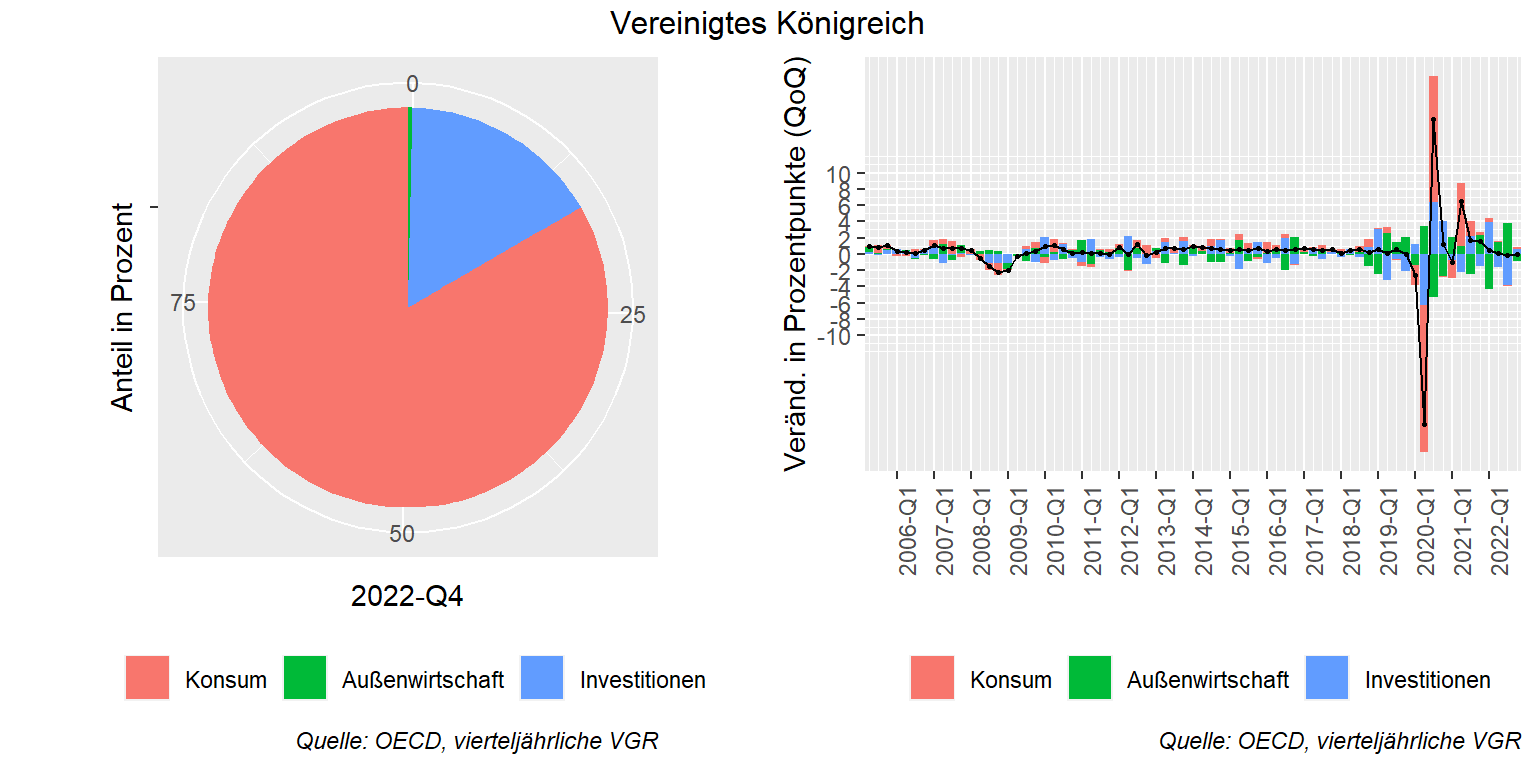 Vereinigtes Königreich
Anteil in Prozent
0
25
50
75
2022-Q4
Konsum Außenwirtschaft Investitionen
Quelle: OECD, vierteljährliche VGR
Veränd. in Prozentpunkte (QoQ)
10
8
6
4
2
0
-2
-4
-6
-8
-10
2006-Q1
2007-Q1
2008-Q1
2009-Q1
2010-Q1
2011-Q1
2012-Q1
2013-Q1
2014-Q1
2015-Q1
2016-Q1
2017-Q1
2018-Q1
2019-Q1
2020-Q1
2021-Q1
2022-Q1
Konsum Außenwirtschaft Investitionen
Quelle: OECD, vierteljährliche VGR